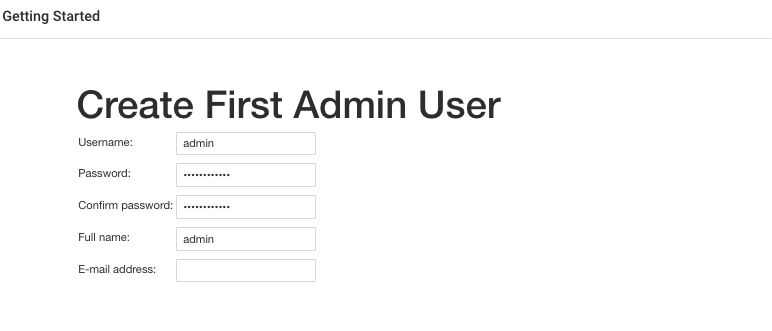 Getting Started
Create First Admin User
Username: admin
Password: ••••••••••••
Confirm password: ••••••••••••
Full name: admin
E-mail address: